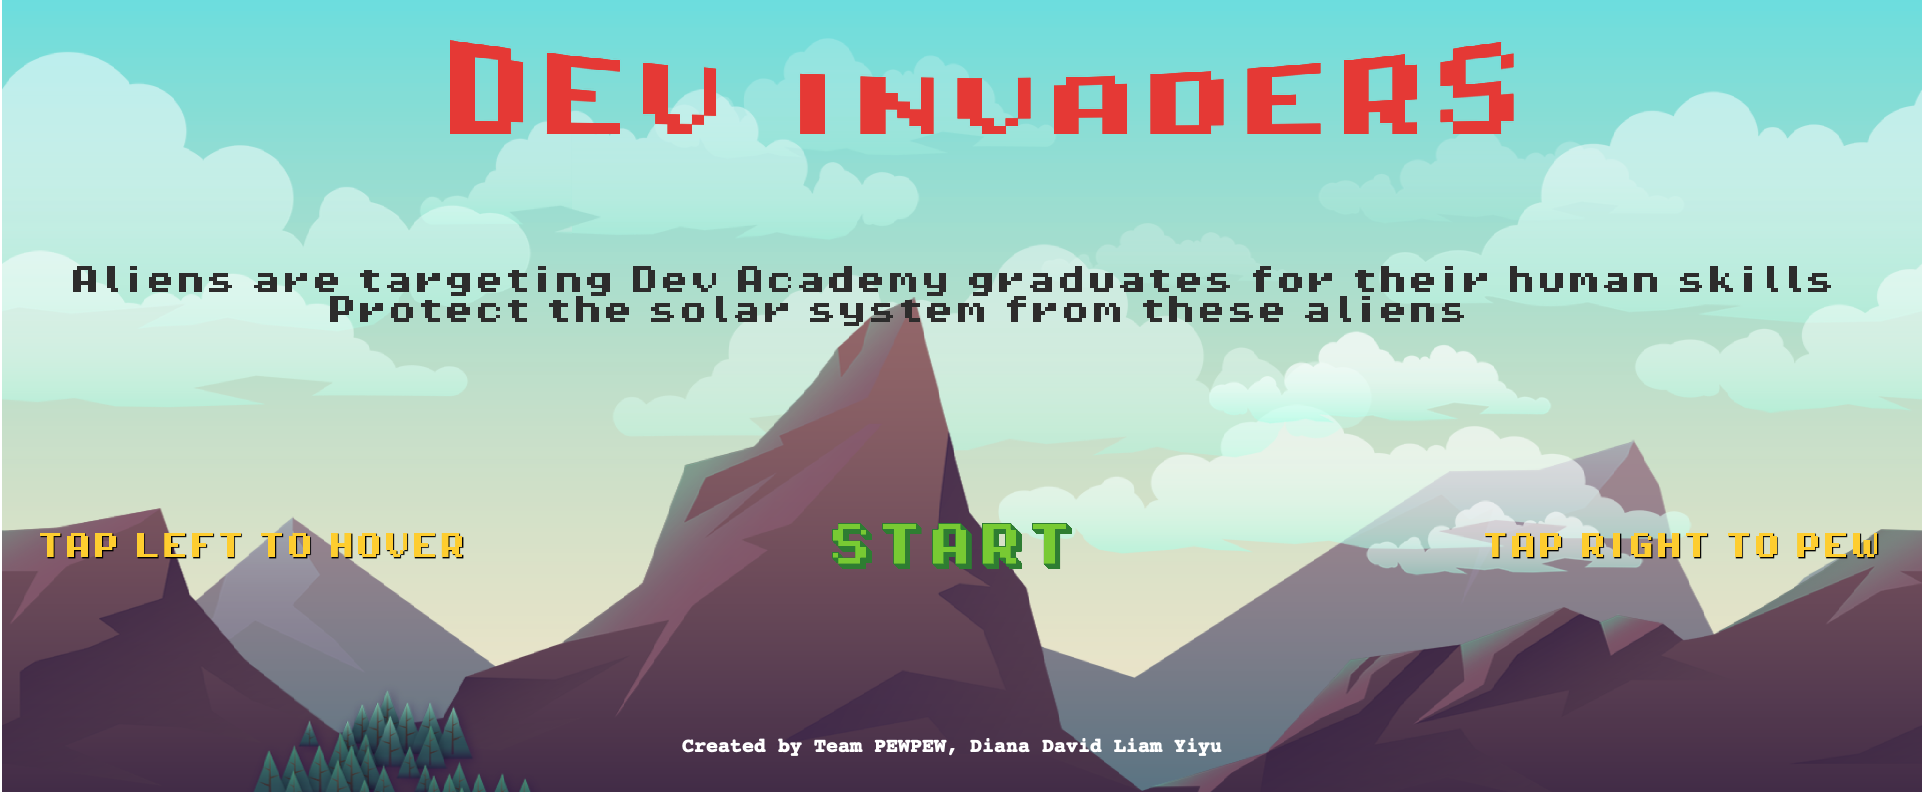 DEV INVADERS
Aliens are targeting Dev Academy graduates for their human skills
Protect the solar system from these aliens
TAP LEFT TO HOVER
START
TAP RIGHT TO PEW
Created by Team PEWPEW, Diana David Liam Yiyu